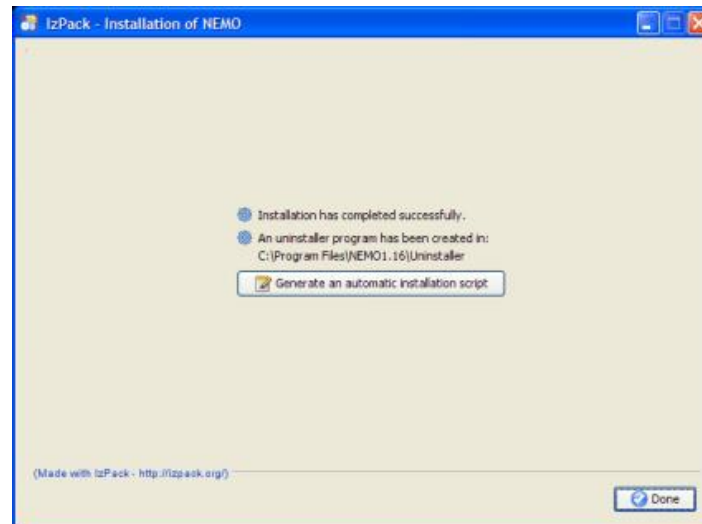 IzPack - Installation of NEMO
Installation has completed successfully.
An uninstaller program has been created in:
C:\Program Files\NEMO1.16\Uninstaller
Generate an automatic installation script
(Made with IzPack - http://izpack.org/)
Done